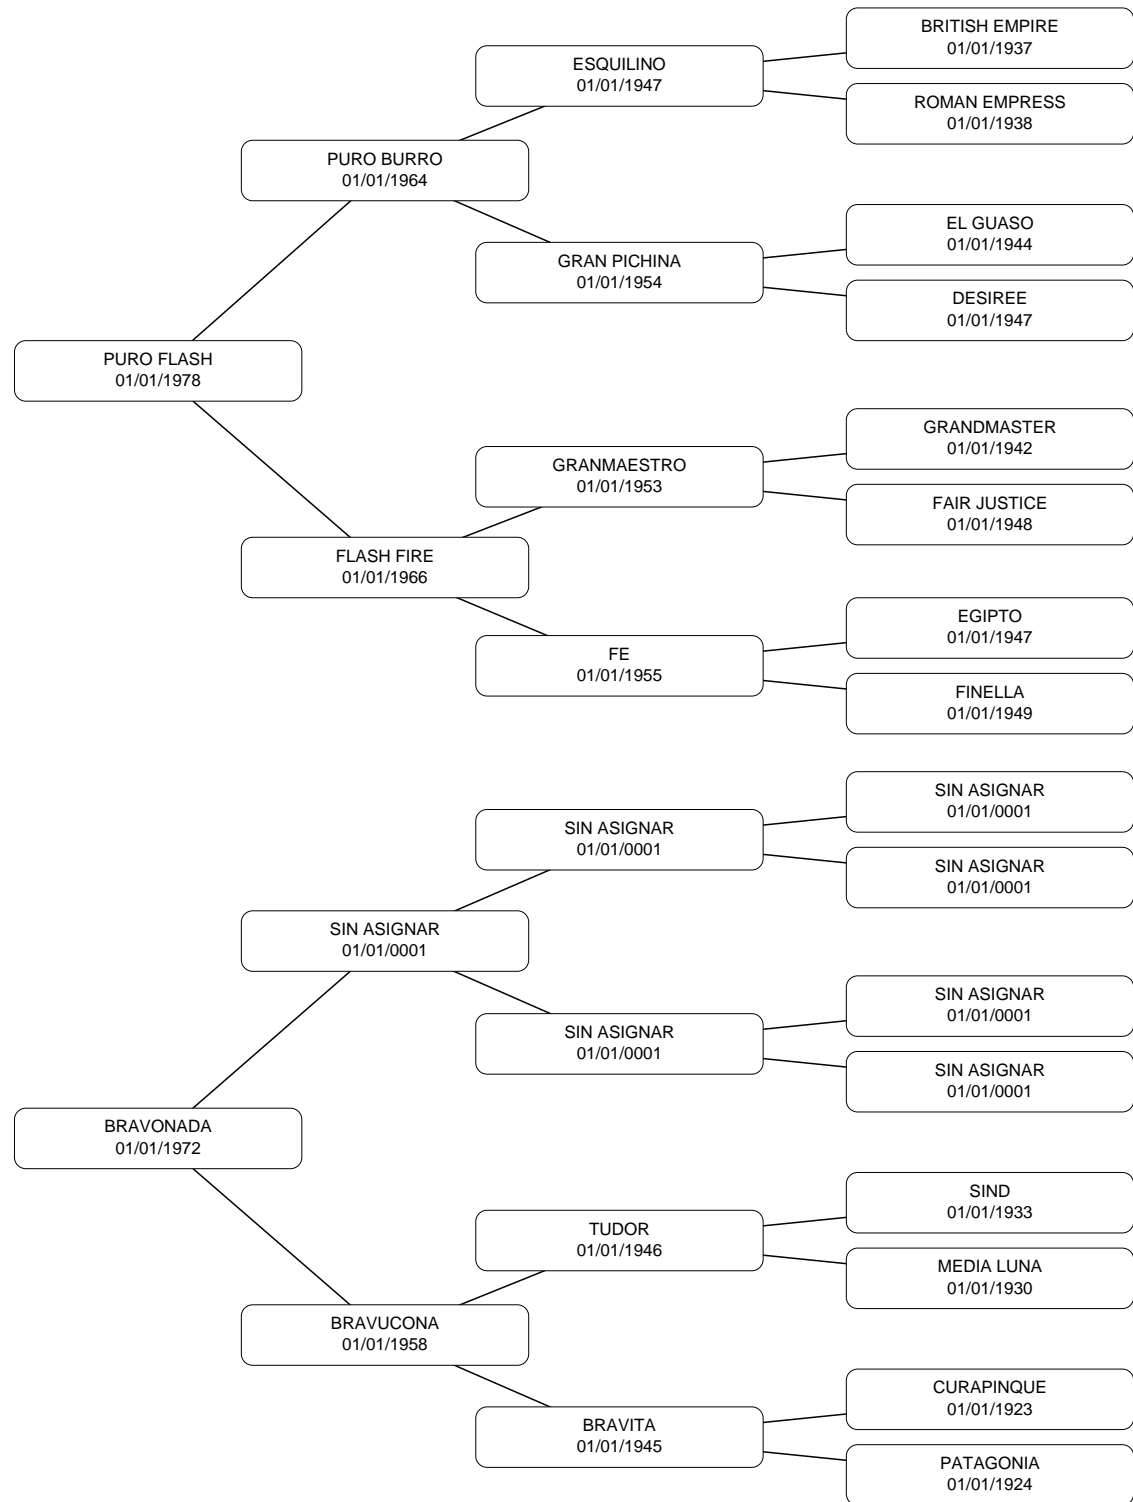 BRITISH EMPIRE
01/01/1937
ESQUILINO
01/01/1947
ROMAN EMPRESS
01/01/1938
PURO BURRO
01/01/1964
EL GUASO
01/01/1944
GRAN PICHINA
01/01/1954
DESIREE
01/01/1947
PURO FLASH
01/01/1978
GRANDMASTER
01/01/1942
GRANMAESTRO
01/01/1953
FAIR JUSTICE
01/01/1948
FLASH FIRE
01/01/1966
EGIPTO
01/01/1947
FE
01/01/1955
FINELLA
01/01/1949
SIN ASIGNAR
01/01/0001
SIN ASIGNAR
01/01/0001
SIN ASIGNAR
01/01/0001
SIN ASIGNAR
01/01/0001
SIN ASIGNAR
01/01/0001
SIN ASIGNAR
01/01/0001
SIN ASIGNAR
01/01/0001
BRAVONADA
01/01/1972
SIND
01/01/1933
TUDOR
01/01/1946
MEDIA LUNA
01/01/1930
BRAVUCONA
01/01/1958
CURAPINQUE
01/01/1923
BRAVITA
01/01/1945
PATAGONIA
01/01/1924